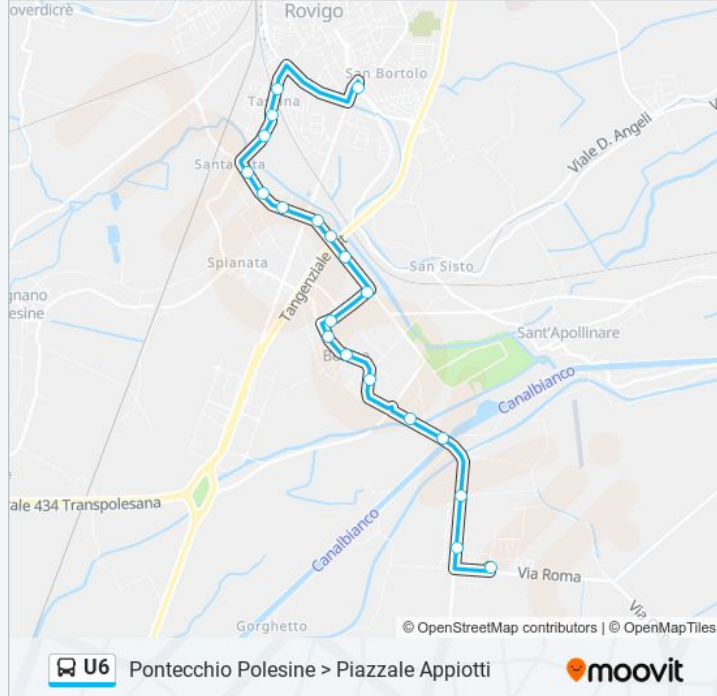 overdicrè
Rovigo
San Bortolo
Viale D. Angeli
Spianata
San Sisto
Tangenziale
gnano
esine
Sant'Apollinare
Canalbianco
ale 434 Transpolesana
Canalbianco
Via Roma
Gorghetto
© OpenStreetMap contributors | © OpenMapTiles
U6 Pontecchio Polesine > Piazzale Appiotti
moovit